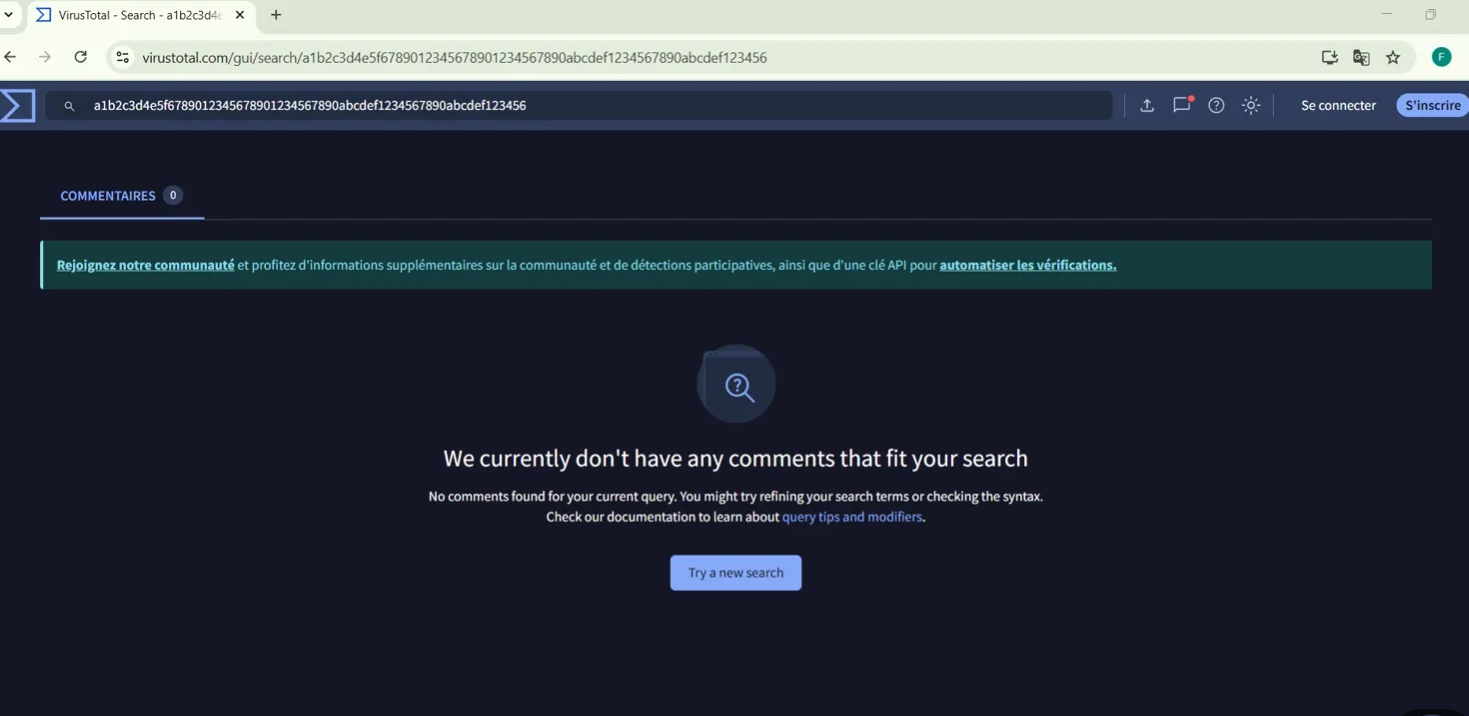 VirusTotal - Search - a1b2c3d4e
virustotal.com/gui/search/a1b2c3d4e5f6789012345678901234567890abcdef1234567890abcdef123456
F
a1b2c3d4e5f6789012345678901234567890abcdef1234567890abcdef123456
Se connecter
S'inscrire
COMMENTAIRES 0
Rejoignez notre communauté et profitez d'informations supplémentaires sur la communauté et de détections participatives, ainsi que d'une clé API pour automatiser les vérifications.
We currently don't have any comments that fit your search
No comments found for your current query. You might try refining your search terms or checking the syntax.
Check our documentation to learn about query tips and modifiers.
Try a new search